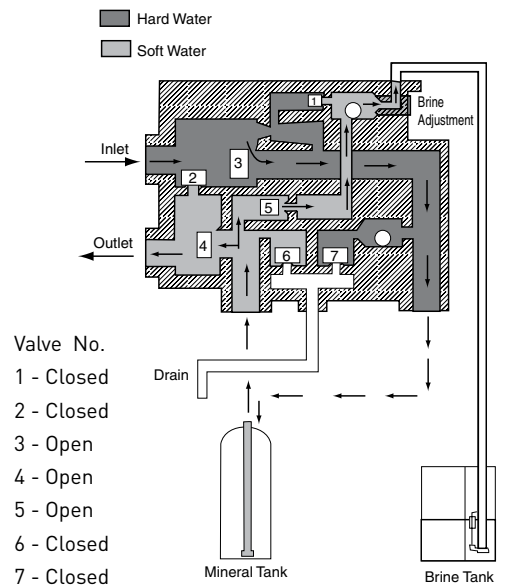 Hard Water
Soft Water
1
Brine
Adjustment
Inlet
3
2
5
Outlet
4
6
7
Valve No.
1 - Closed
2 - Closed
3 - Open
4 - Open
5 - Open
6 - Closed
7 - Closed
Drain
Mineral Tank
Brine Tank